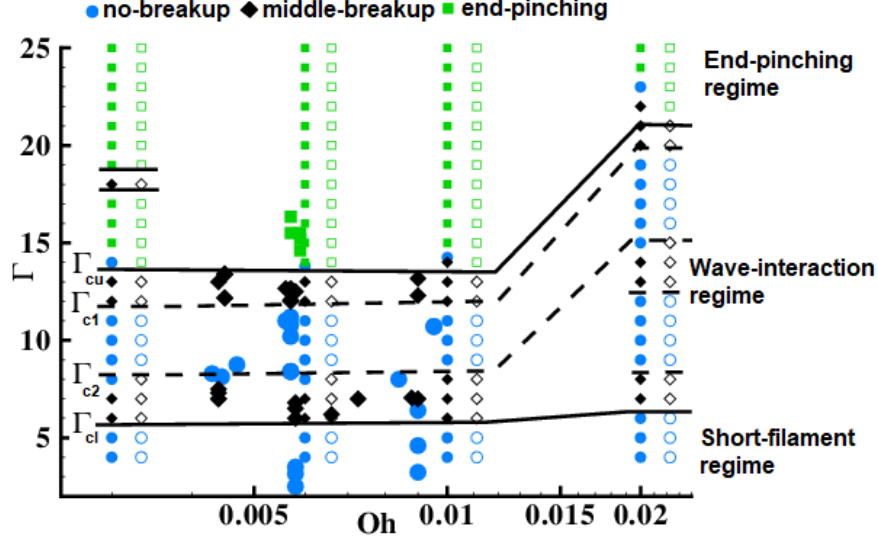 no-breakup middle-breakup end-pinching
25
20
15
10
5
Γ
Γcu
Γc1
Γc2
Γcl
End-pinching
regime
Wave-interaction
regime
Short-filament
regime
0.005 0.01 0.015 0.02
Oh